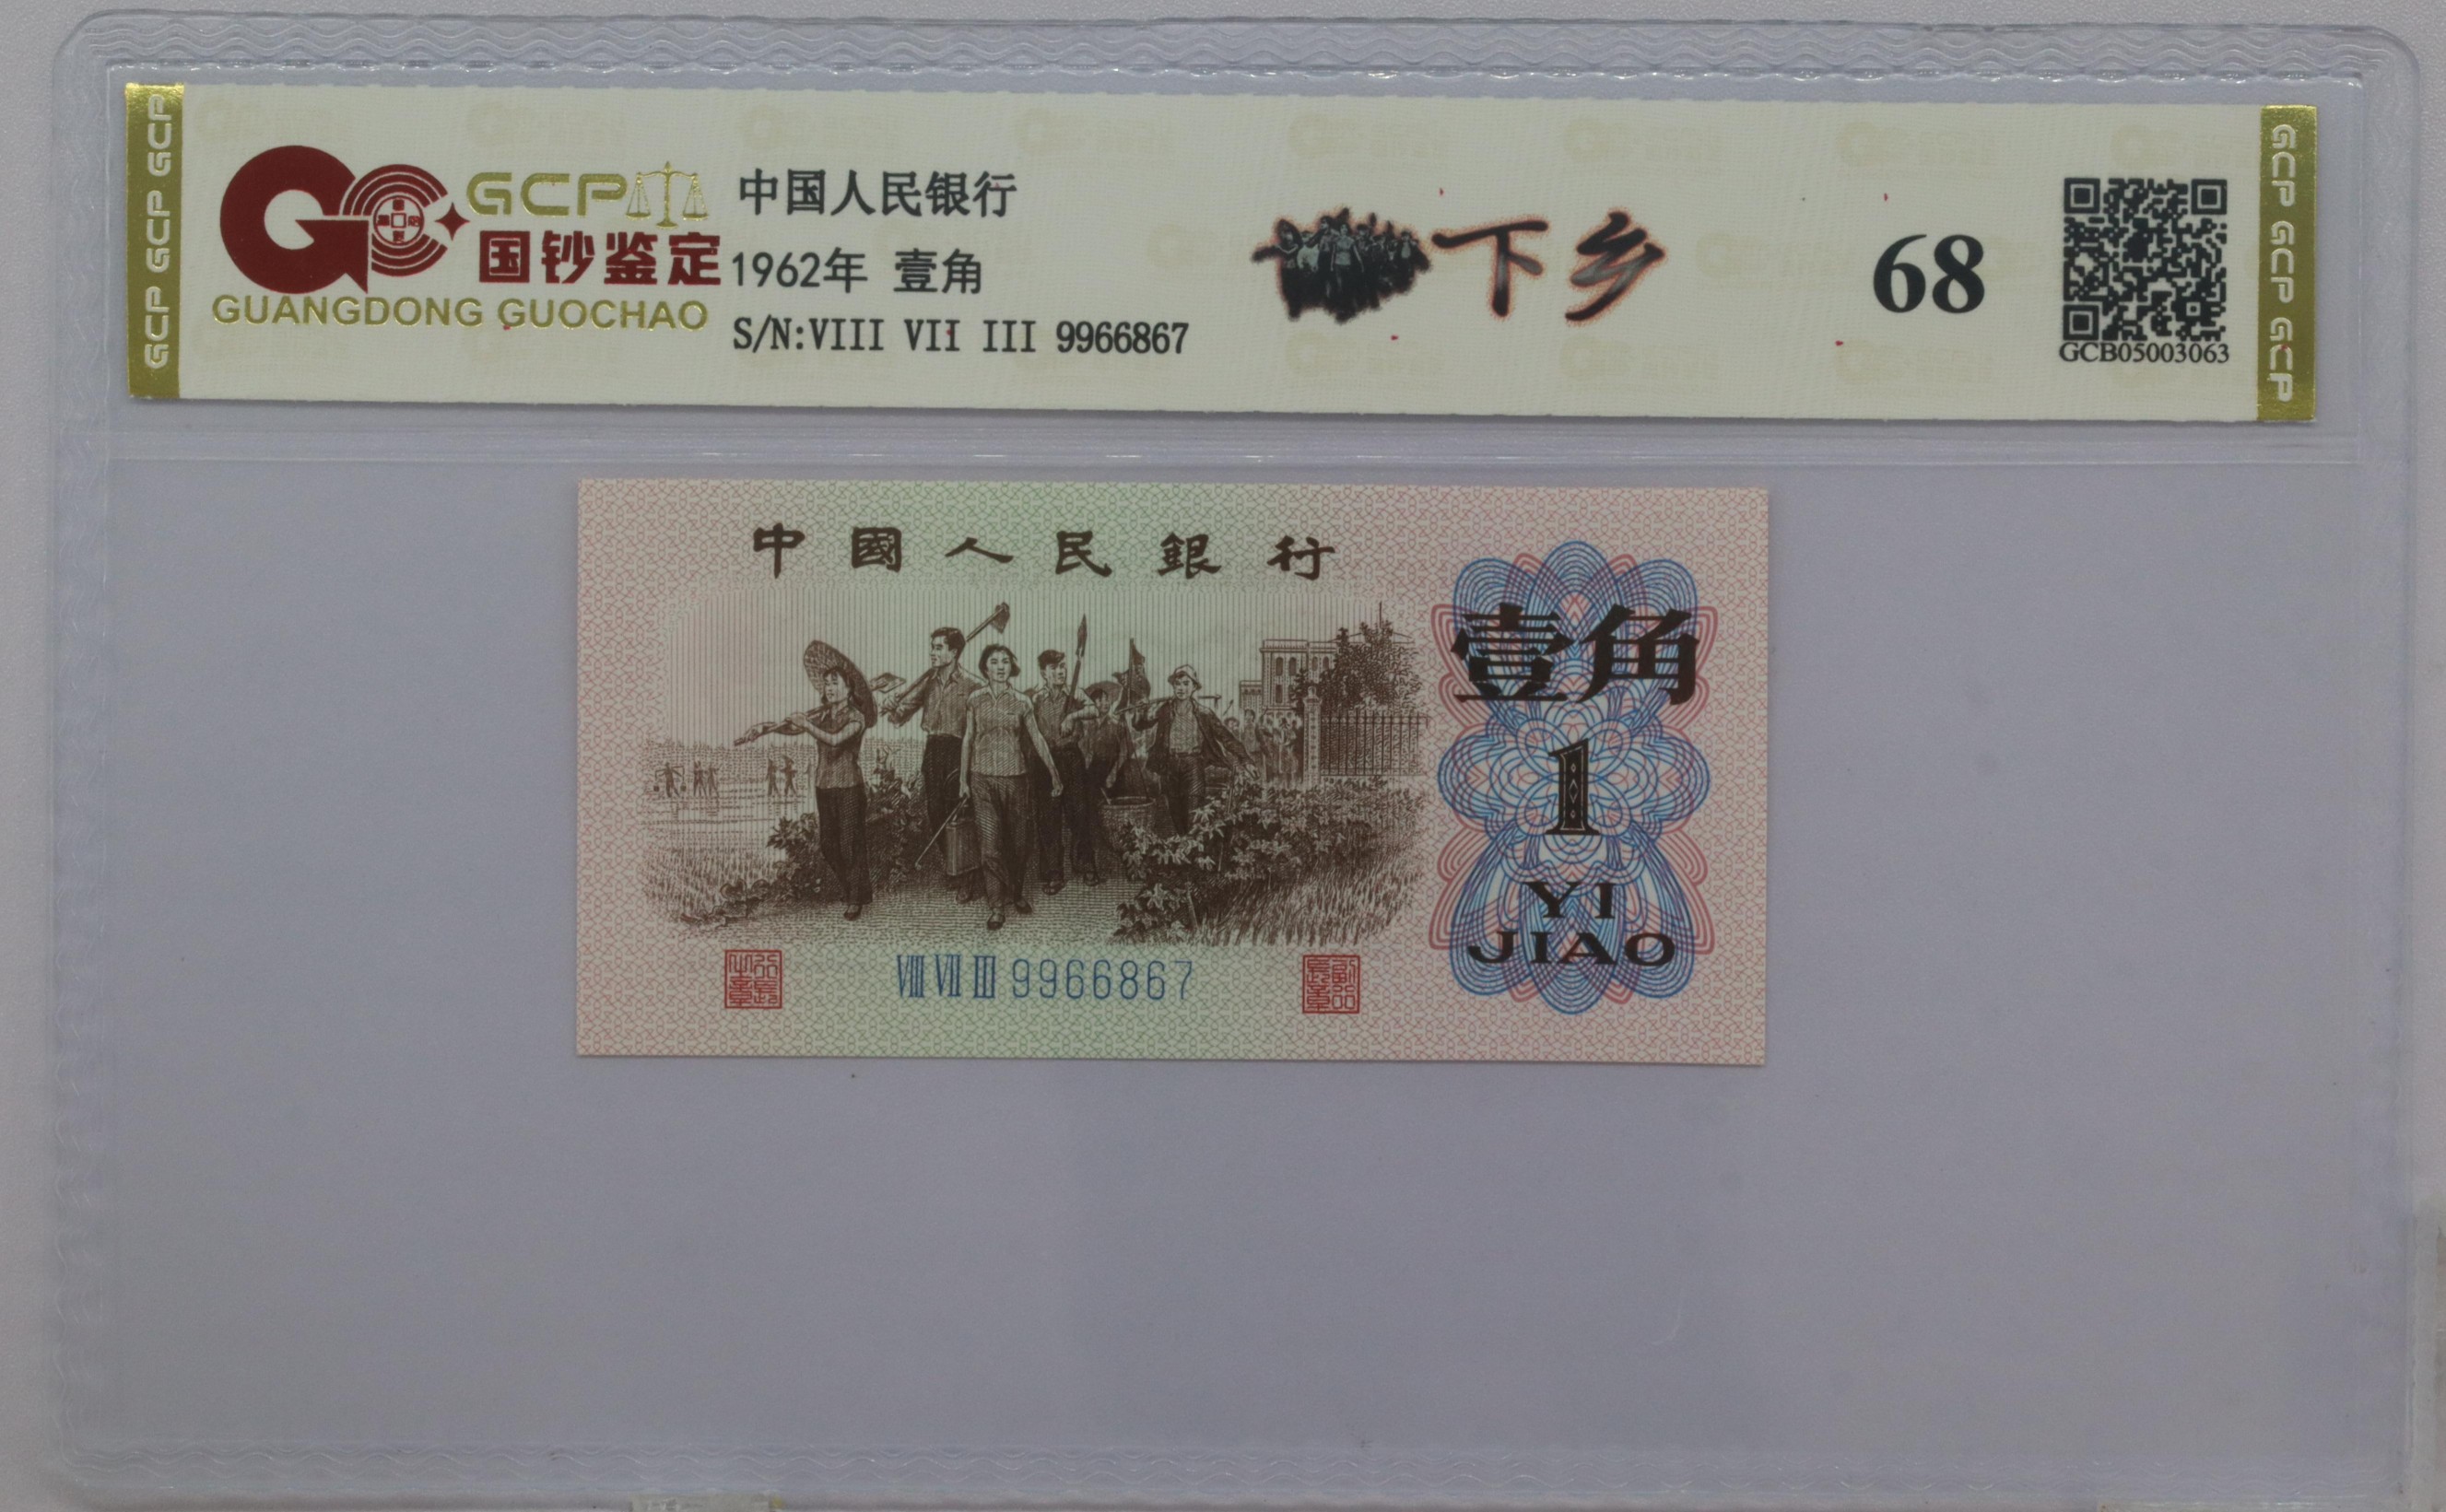 GCP GCP GCP
GCP
国钞鉴定
GUANGDONG GUOCHAO
中国人民银行
1962年 壹角
S/N:VIII VII III 9966867
下乡
68
GCB05003063
GCP GCP GCP
中國人民銀行
壹角
1
YI
JIAO
VIII VII III 9966867